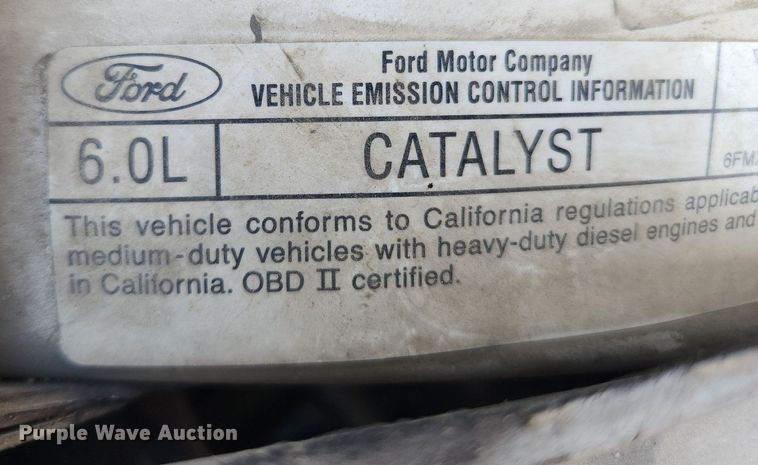 Ford
Ford Motor Company
VEHICLE EMISSION CONTROL INFORMATION
6.0L
CATALYST
This vehicle conforms to California regulations
medium-duty vehicles with heavy-duty diesel engines and
in California. OBD II certified.
Purple Wave Auction